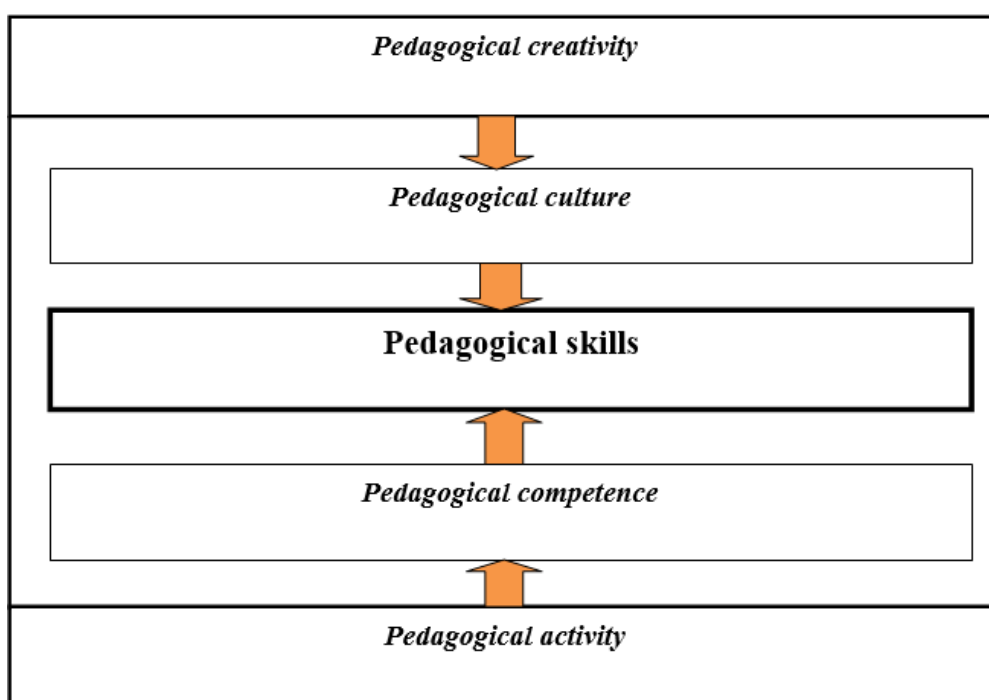 Pedagogical creativity
Pedagogical culture
Pedagogical skills
Pedagogical competence
Pedagogical activity